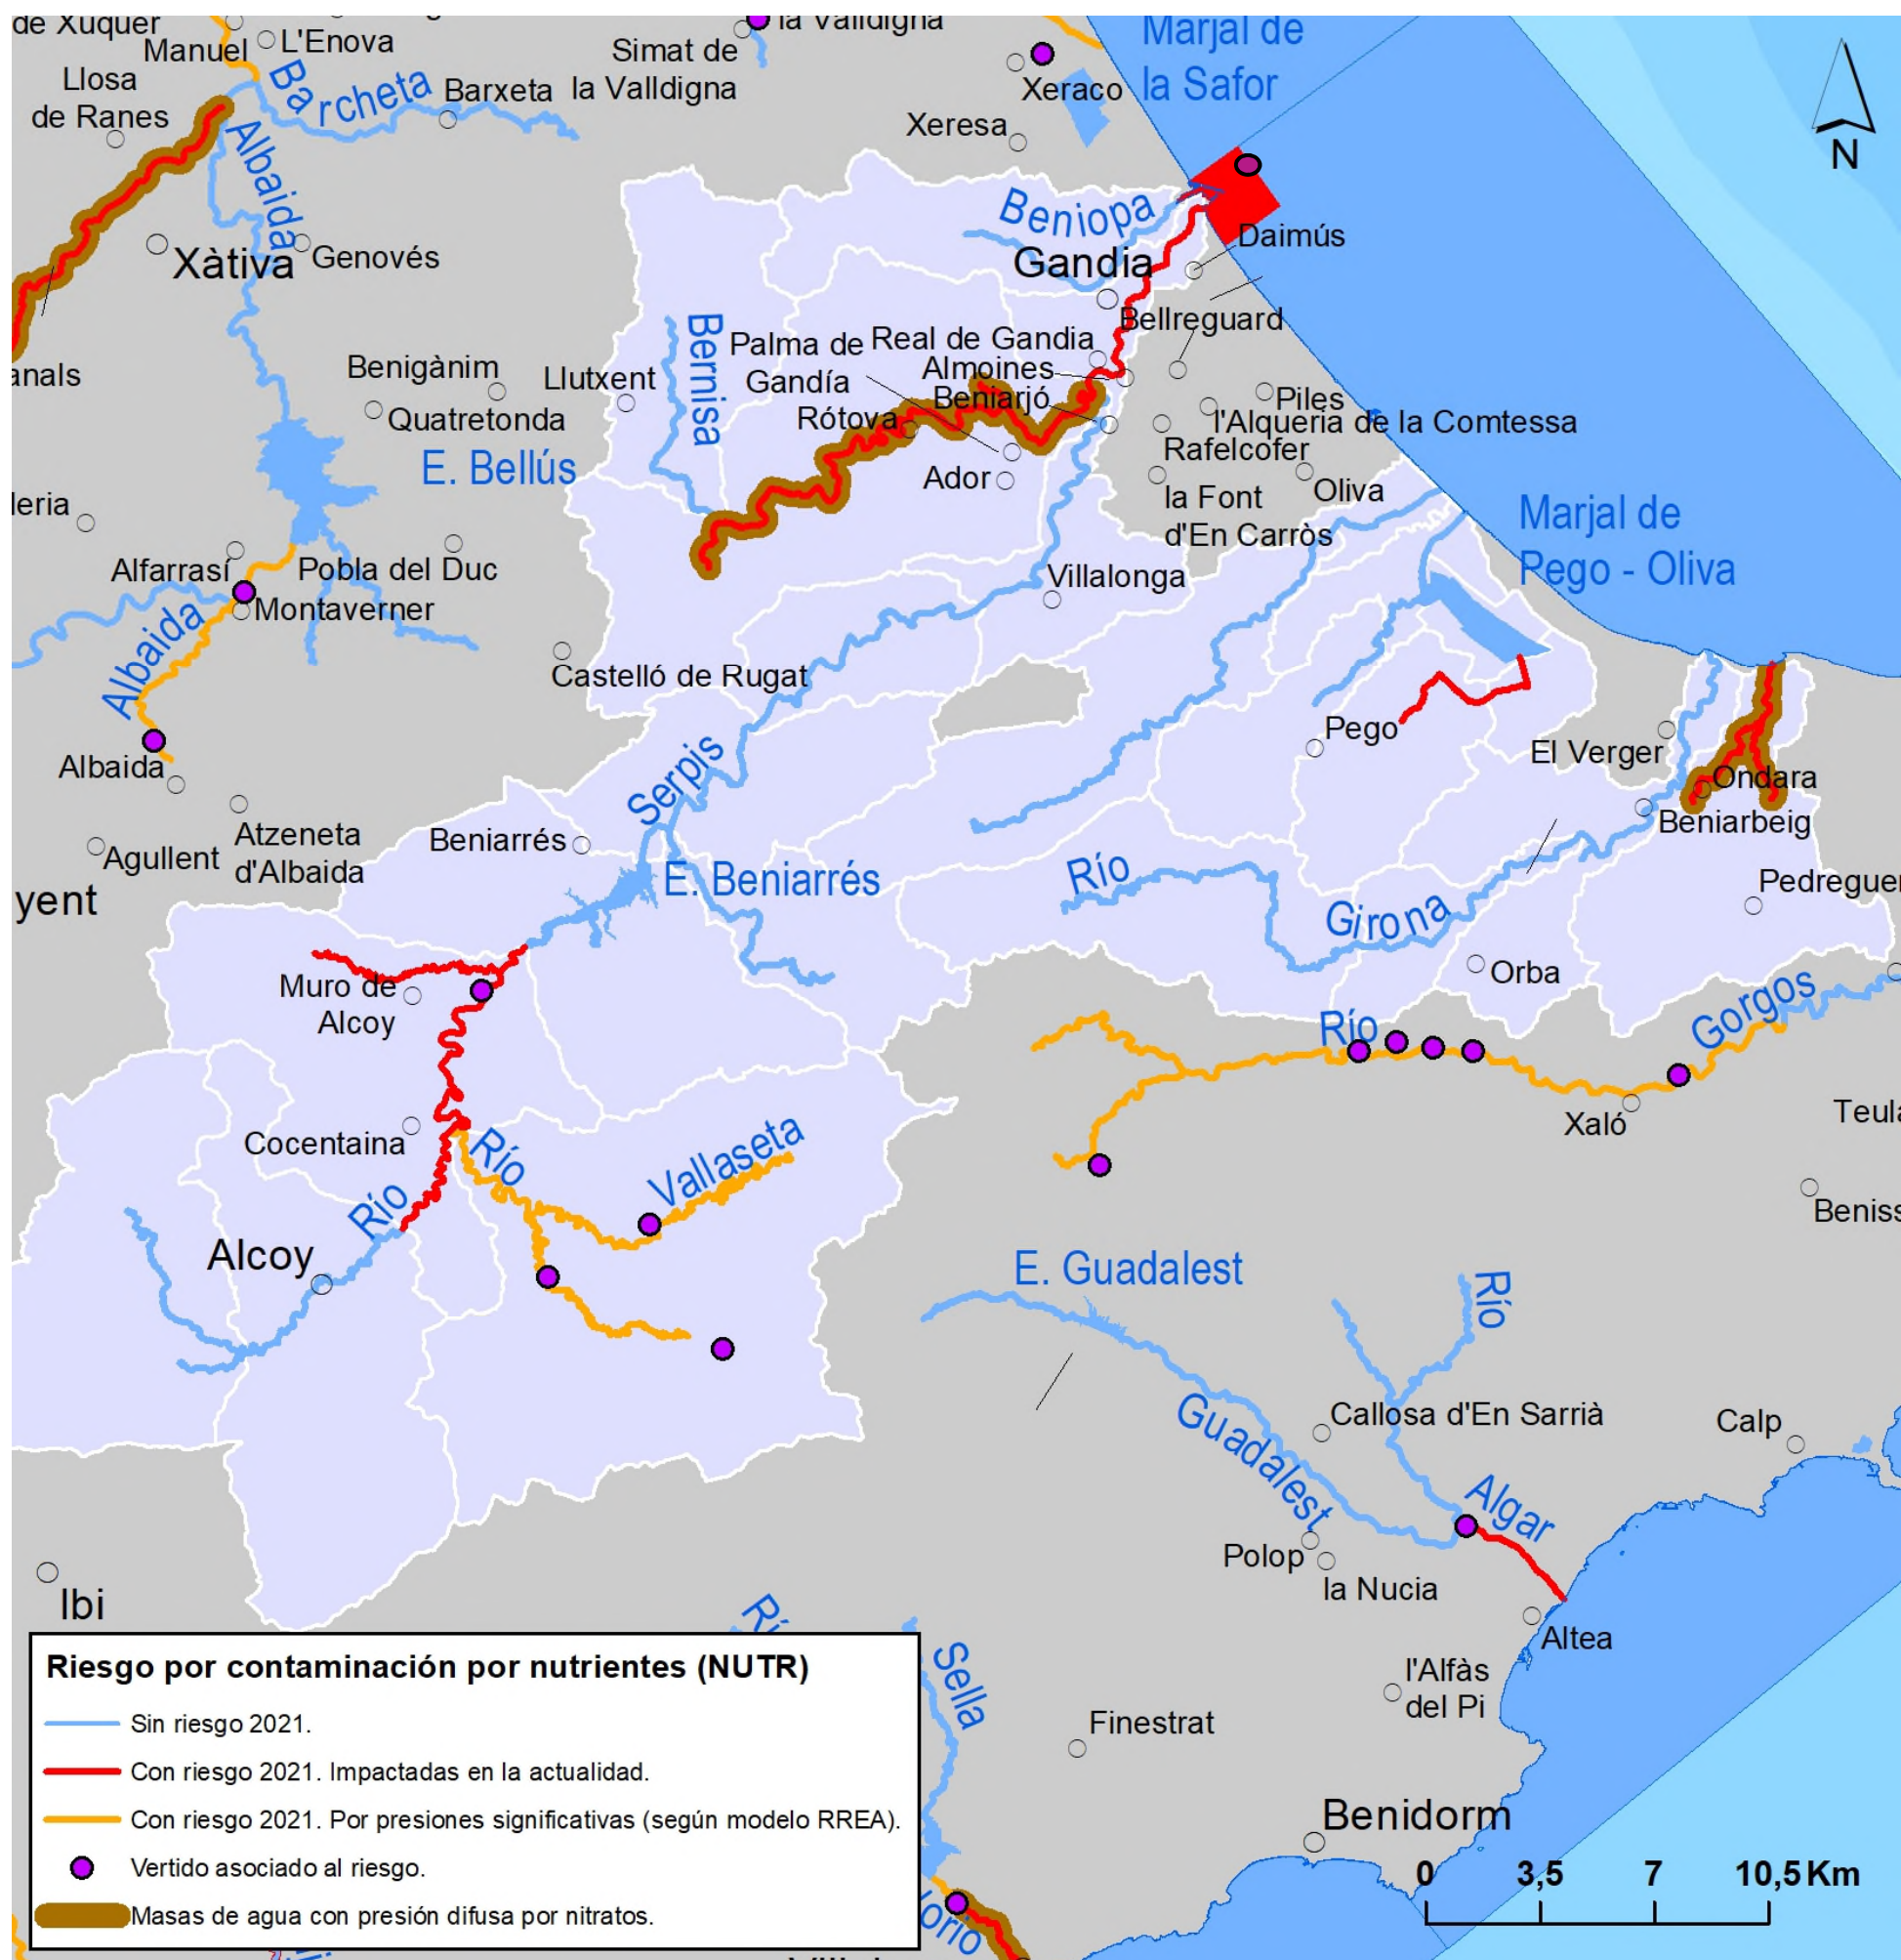 de Xuquer
Manuel
L'Enova
Simat de
la Valldigna
la Valldigna
Marjal de
la Safor
Llosa
de Ranes
Barcheta
Barxeta
Xeraco
Xeresa
N
Albaida
Xàtiva
Genovés
Beniopa
Gandia
Daimús
Bellreguard
Bernisa
Palma de
Gandía
Real de Gandia
Almoines
Beniarjó
Benigànim
Llutxent
Quatretonda
Rótova
Piles
l'Alqueria de la Comtessa
Rafelcofer
E. Bellús
Ador
la Font
d'En Carròs
Oliva
Marjal de
Pego - Oliva
Alfarrasí
Pobla del Duc
Montaverner
Villalonga
Albaida
Castelló de Rugat
Pego
El Verger
Albaida
Serpis
Ondara
Beniarbeig
Atzeneta
d'Albaida
Agullent
Beniarrés
E. Beniarrés
Río
Girona
Pedreguer
yent
Muro de
Alcoy
Orba
Río
Gorgos
Cocentaina
Río
Vallaseta
Xaló
Río
Alcoy
E. Guadalest
Río
Guadalest
Callosa d'En Sarrià
Calp
Algar
Polop
la Nucia
Ibi
Altea
Sella
l'Alfàs
del Pi
Finestrat
Benidorm
0 3,5 7 10,5 Km
Riesgo por contaminación por nutrientes (NUTR)
Sin riesgo 2021.
Con riesgo 2021. Impactadas en la actualidad.
Con riesgo 2021. Por presiones significativas (según modelo RREA).
Vertido asociado al riesgo.
Masas de agua con presión difusa por nitratos.